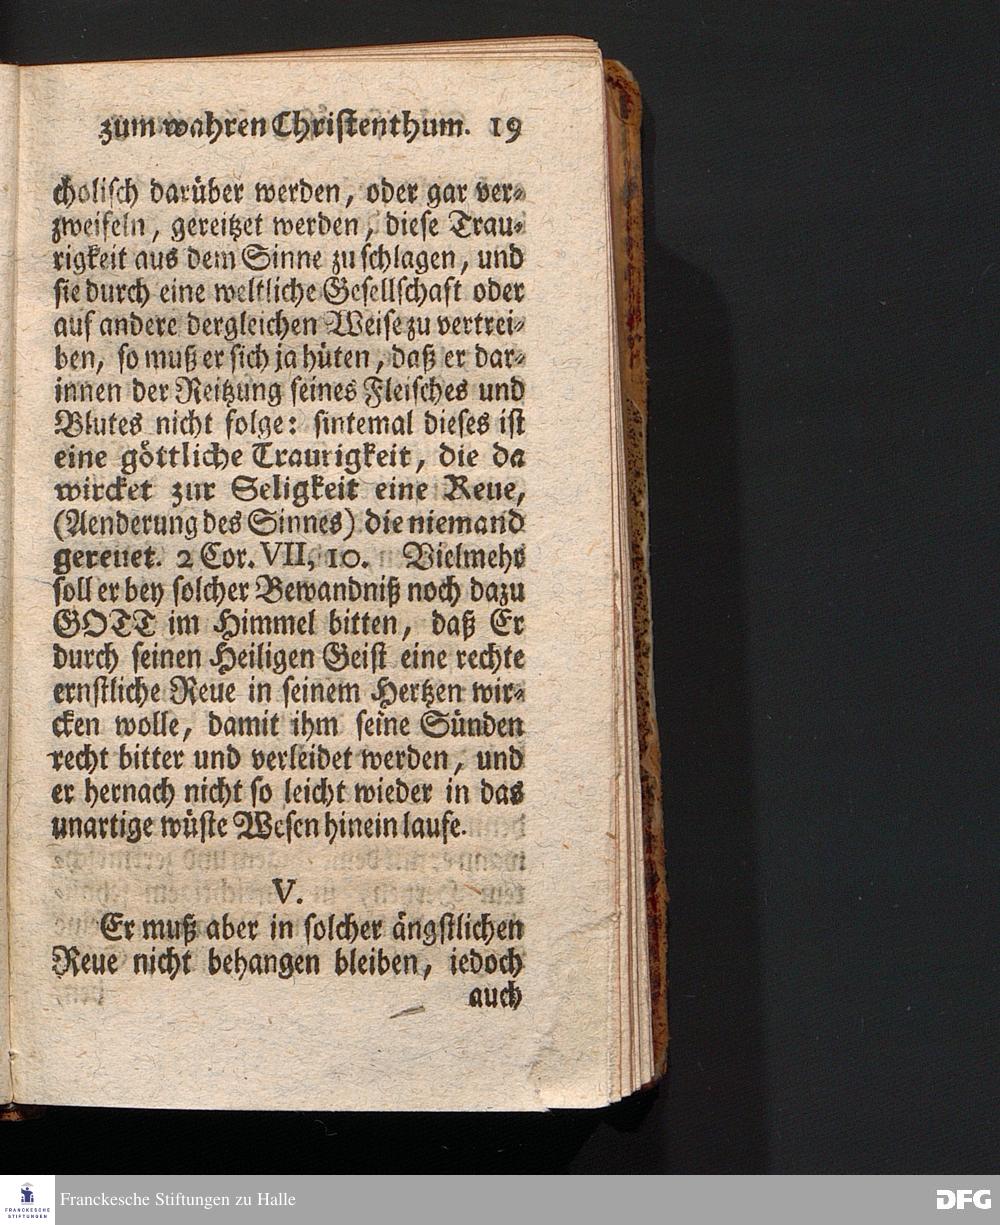 zum wahren Christenthum. 19
cholisch darüber werden, oder gar ver-
zweifeln, gereitzet werden, diese Trau-
rigkeit aus dem Sinne zu schlagen, und
sie durch eine weltliche Gesellschaft oder
auf andere dergleichen Weise zu vertrei-
ben, so muß er sich ja hüten, daß er dar-
innen der Reitzung seines Fleisches und
Blutes nicht folge: sintemal dieses ist
eine göttliche Traurigkeit, die da
wircket zur Seligkeit eine Reue,
(Aenderung des Sinnes) die niemand
gereuet. 2 Cor. VII, 10. Vielmehr
soll er bey solcher Bewandniß noch dazu
GOTT im Himmel bitten, daß Er
durch seinen Heiligen Geist eine rechte
ernstliche Reue in seinem Hertzen wir-
cken wolle, damit ihm seine Sünden
recht bitter und verleidet werden, und
er hernach nicht so leicht wieder in das
unartige wüste Wesen hinein laufe.
V.
Er muß aber in solcher ängstlichen
Reue nicht behangen bleiben, iedoch
auch
FRANCKESCHE
STIFTUNGEN
Franckesche Stiftungen zu Halle
DFG